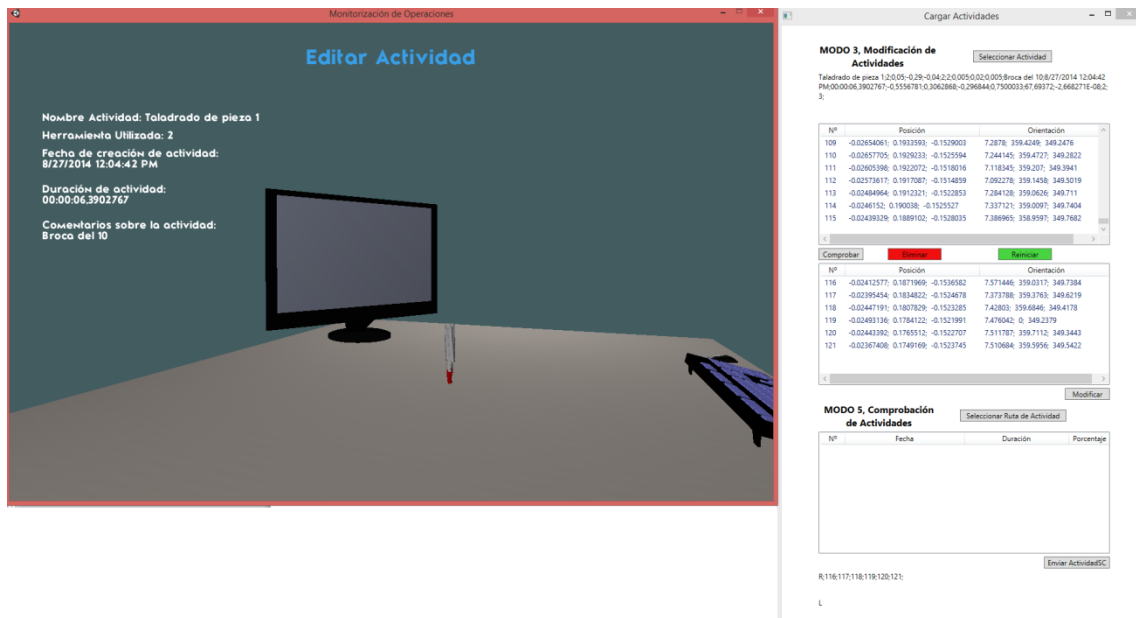 Monitorización de Operaciones
Editar Actividad
Nombre Actividad: Taladrado de pieza 1
Herramienta Utilizada: 2
Fecha de creación de actividad:
8/27/2014 12:04:42 PM
Duración de actividad:
00:00:06,3902767
Comentarios sobre la actividad:
Broca del 10
Cargar Actividades
MODO 3, Modificación de
Actividades
Seleccionar Actividad
Taladrado de pieza 1;2;0,05;-0,29;-0,04;2;2;0,005;0,02;0,005;Broca del 10;8/27/2014 12:04:42
PM;00:00:06,3902767;-0,5556781;0,3062868;-0,296844;0,7500033;67,69372;-2,668271E-08;2;
3;
Nº Posición Orientación
109 -0.02654061; 0.1933593; -0.1529003 7.2878; 359.4249; 349.2476
110 -0.02657705; 0.1929233; -0.1525594 7.244145; 359.4727; 349.2822
111 -0.02605398; 0.1922072; -0.1518016 7.118345; 359.207; 349.3941
112 -0.02573617; 0.1917087; -0.1514859 7.092278; 359.1458; 349.5019
113 -0.02484964; 0.1912321; -0.1522853 7.284128; 359.0626; 349.711
114 -0.0246152; 0.190038; -0.1525527 7.337121; 359.0097; 349.7404
115 -0.02439329; 0.1889102; -0.1528035 7.386965; 358.9597; 349.7682
Comprobar Eliminar Reiniciar
Nº Posición Orientación
116 -0.02412577; 0.1871969; -0.1536582 7.571446; 359.0317; 349.7384
117 -0.02395454; 0.1834822; -0.1524678 7.373788; 359.3763; 349.6219
118 -0.02447191; 0.1807829; -0.1523285 7.42803; 359.6846; 349.4178
119 -0.02493136; 0.1784122; -0.1521991 7.476042; 0; 349.2379
120 -0.02443392; 0.1765512; -0.1522707 7.511787; 359.7112; 349.3443
121 -0.02367408; 0.1749169; -0.1523745 7.510684; 359.5956; 349.5422
Modificar
MODO 5, Comprobación
de Actividades
Seleccionar Ruta de Actividad
Nº Fecha Duración Porcentaje
Enviar ActividadSC
R;116;117;118;119;120;121;
L